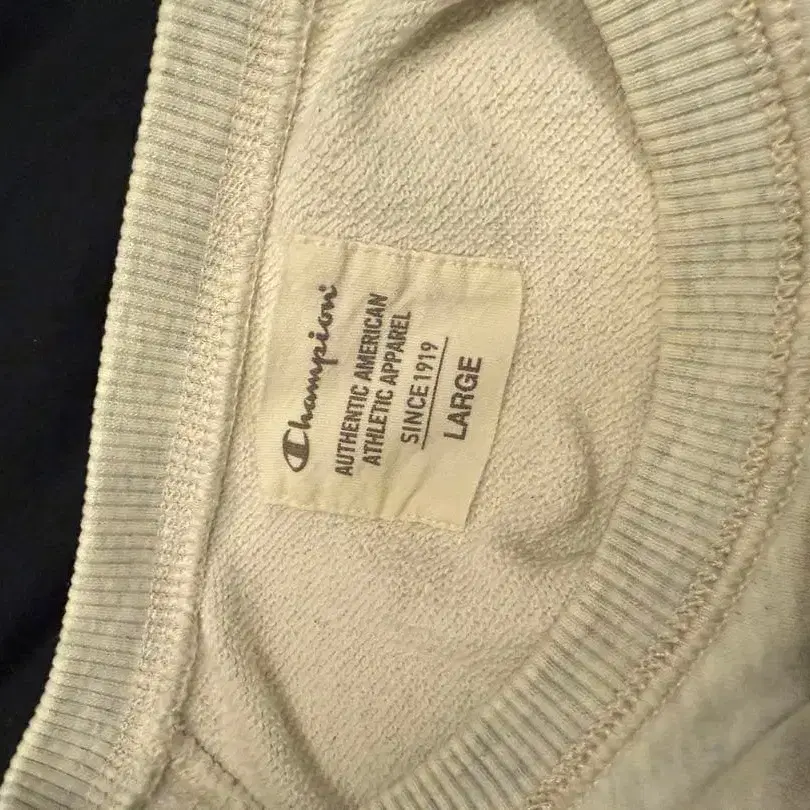 Champion
AUTHENTIC AMERICAN
ATHLETIC APPAREL
SINCE 1919
LARGE